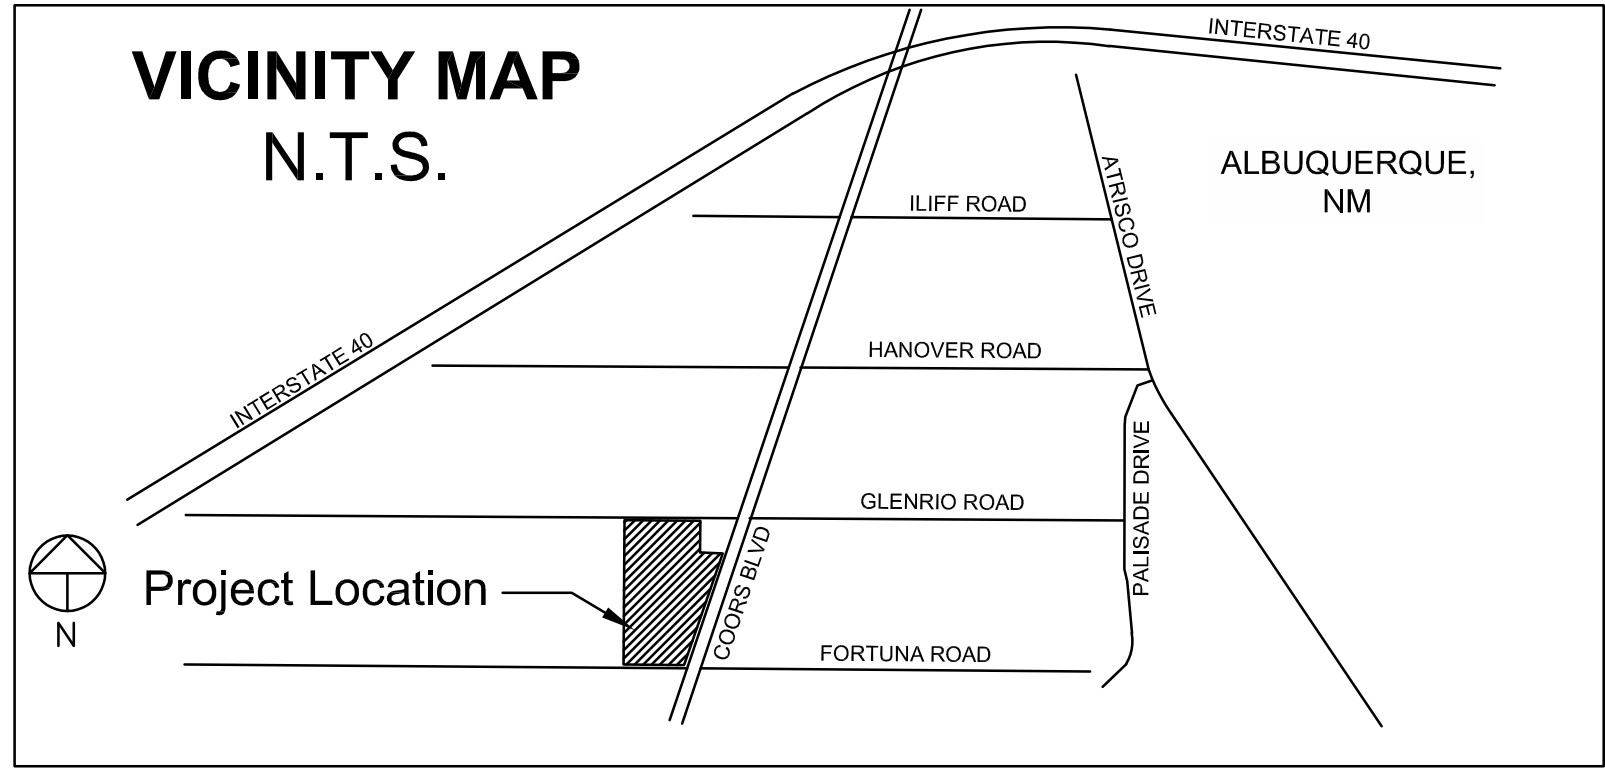 VICINITY MAP
N.T.S.
INTERSTATE 40
ALBUQUERQUE,
NM
ATRISCO DRIVE
ILIFF ROAD
INTERSTATE 40
HANOVER ROAD
PALISADE DRIVE
GLENRIO ROAD
COORS BLVD
Project Location
N
FORTUNA ROAD